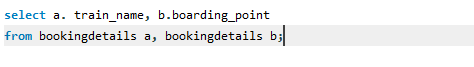 select a. train_name, b.boarding_point
from bookingdetails a, bookingdetails b;